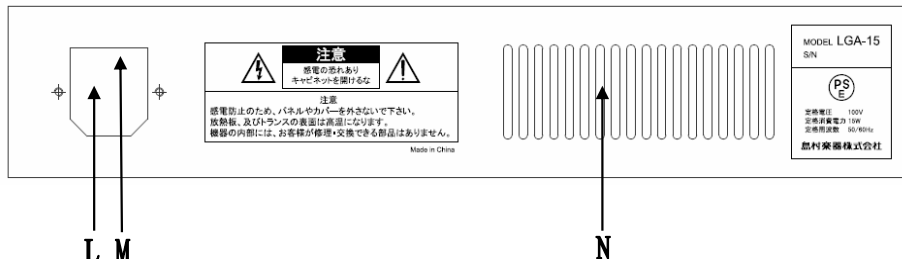 注意
感電の恐れあり
キャビネットを開けるな
注意
感電防止のため、パネルやカバーを外さないで下さい。
放熱板、及びトランスの表面は高温になります。
機器の内部には、お客様が修理・交換できる部品はありません。
Made in China
MODEL LGA-15
S/N
PS
E
定格電圧 100V
定格消費電力 15W
定格周波数 50/60Hz
島村楽器株式会社
L M N